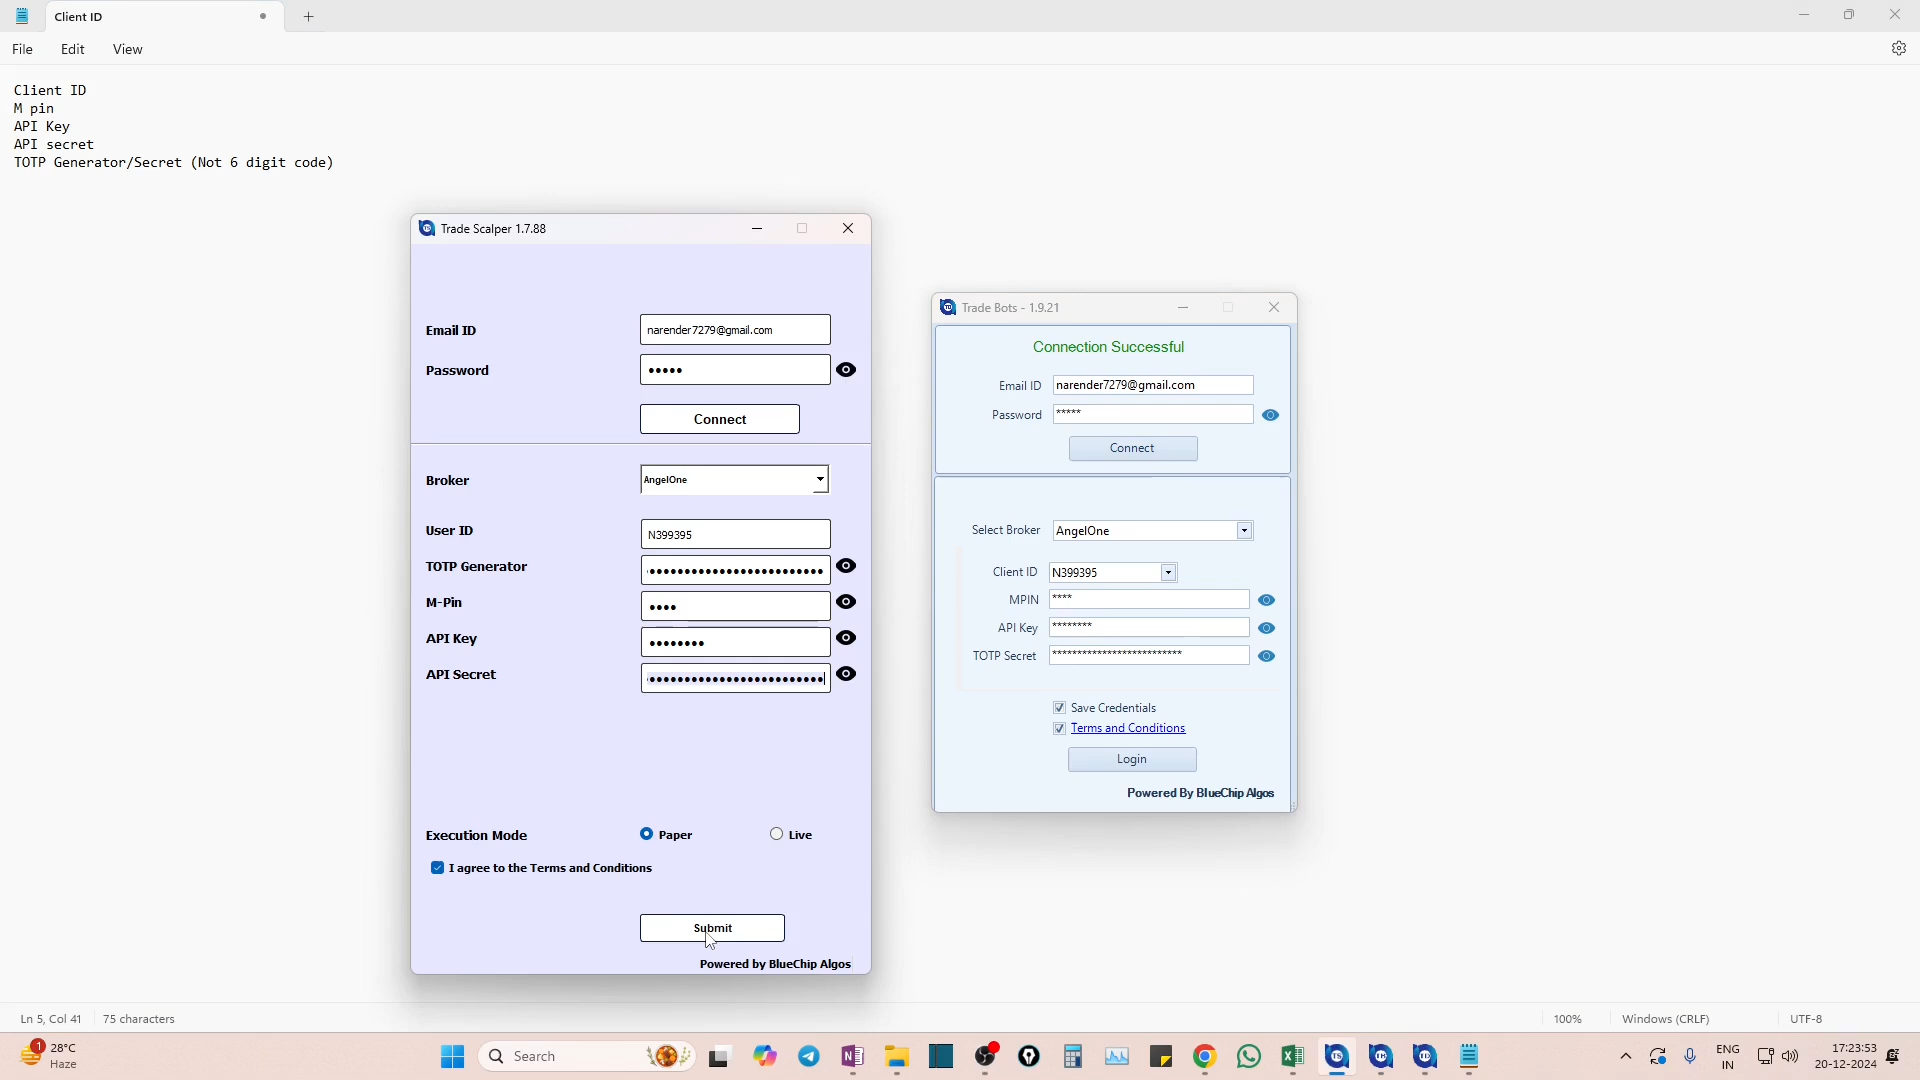 Client ID
File Edit View
Client ID
M pin
API Key
API secret
TOTP Generator/Secret (Not 6 digit code)
Trade Scalper 1.7.88
Email ID narender7279@gmail.com
Password •••••
Connect
Broker AngelOne
User ID N399395
TOTP Generator
M-Pin ••••
API Key ••••••••
API Secret
Execution Mode Paper Live
I agree to the Terms and Conditions
Submit
Powered by BlueChip Algos
Trade Bots - 1.9.21
Connection Successful
Email ID narender7279@gmail.com
Password *****
Connect
Select Broker AngelOne
Client ID N399395
MPIN ****
API Key ********
TOTP Secret **************************
Save Credentials
Terms and Conditions
Login
Powered By BlueChip Algos
Ln 5, Col 41 75 characters 100% Windows (CRLF) UTF-8
1 28°C
Haze
Search
TS TH TB
ENG
IN
17:23:53
20-12-2024